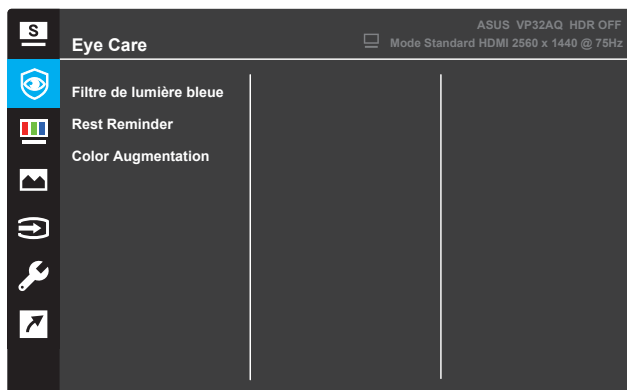 S
ASUS VP32AQ HDR OFF
Eye Care
Mode Standard HDMI 2560 x 1440 @ 75Hz
Filtre de lumière bleue
Rest Reminder
Color Augmentation